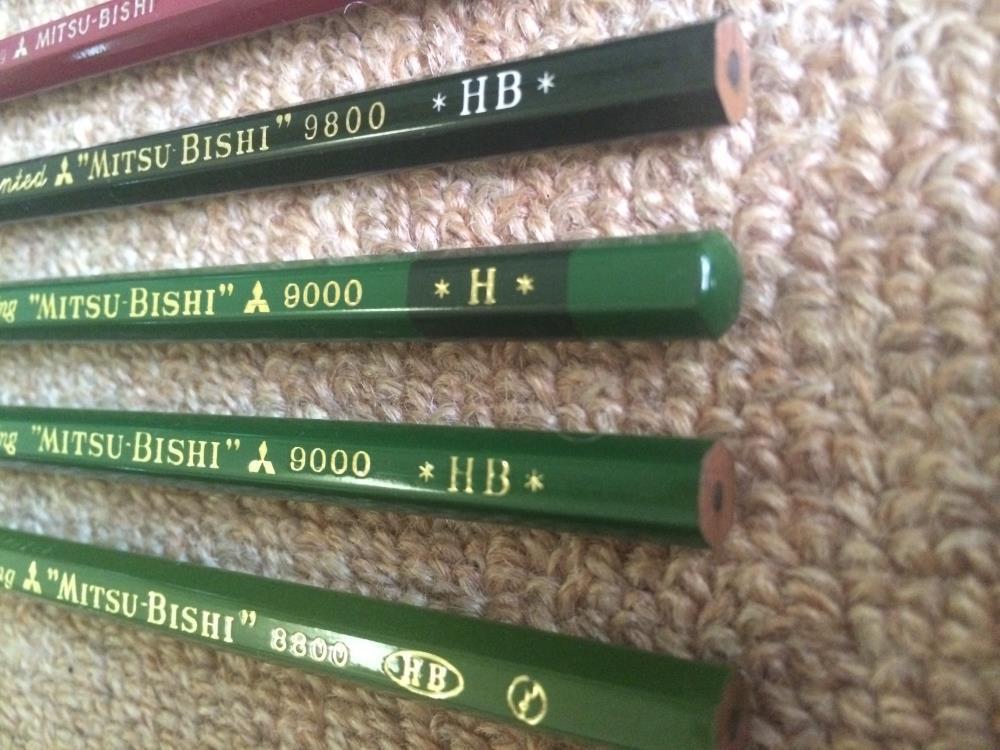 MITSU-BISHI
"MITSU-BISHI" 9800 * HB *
"MITSU-BISHI" 9000 * H *
"MITSU-BISHI" 9000 * HB *
"MITSU-BISHI" 8800 HB